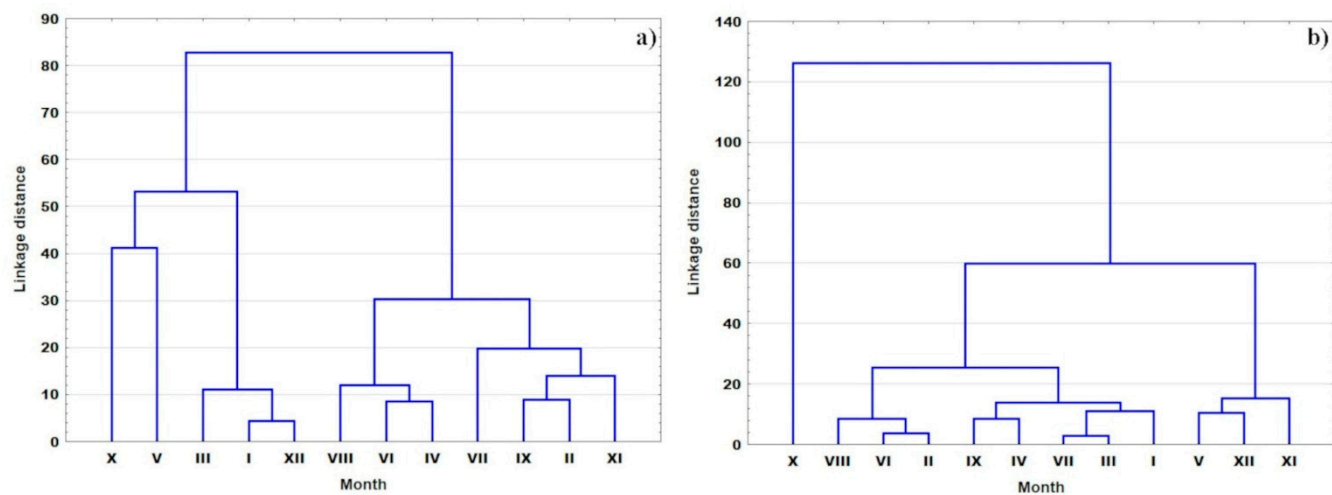 a)
90
80
70
60
50
40
30
20
10
0
Linkage distance
X V III I XII VIII VI IV VII IX II XI
Month
b)
140
120
100
80
60
40
20
0
Linkage distance
X VIII VI II IX IV VII III I V XII XI
Month